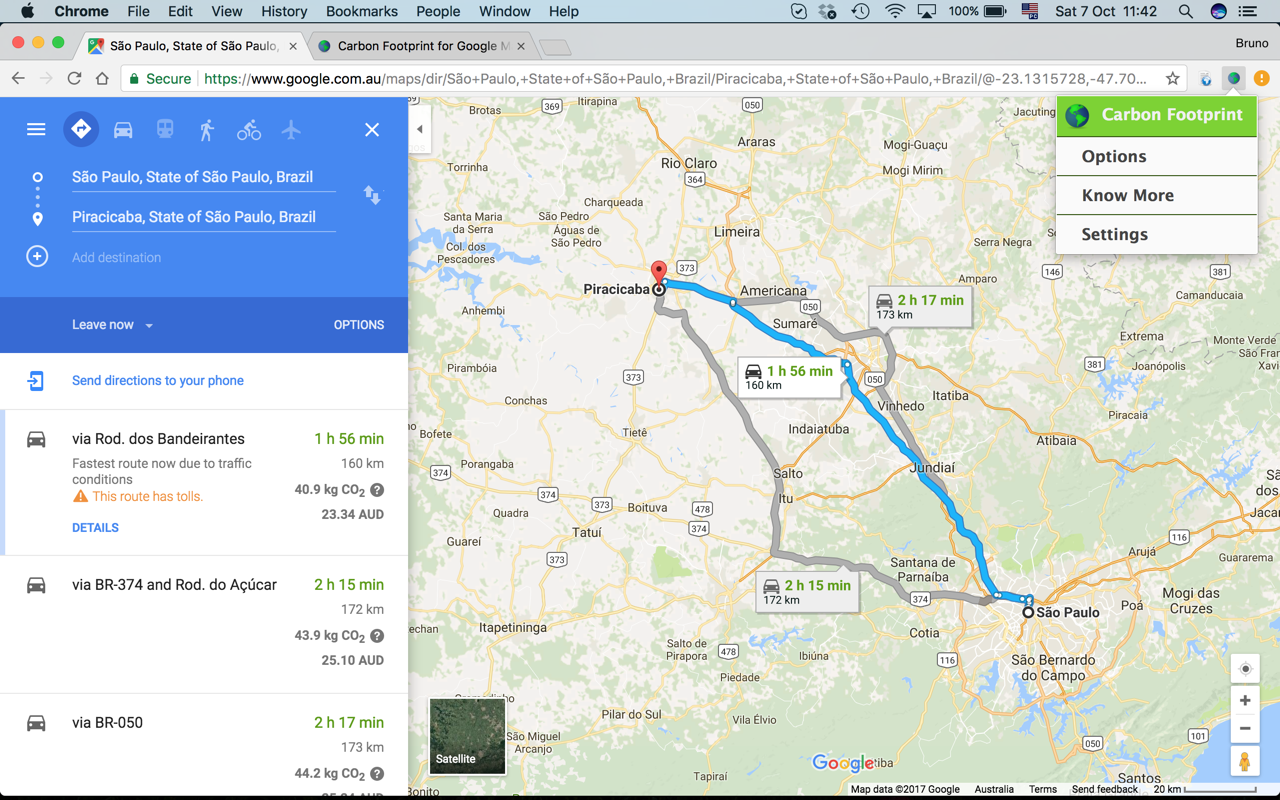 Chrome File Edit View History Bookmarks People Window Help 100% Sat 7 Oct 11:42
São Paulo, State of São Paulo,
Carbon Footprint for Google M
Bruno
Secure https://www.google.com.au/maps/dir/São+Paulo,+State+of+São+Paulo,+Brazil/Piracicaba,+State+of+São+Paulo,+Brazil/@-23.1315728,-47.70...
São Paulo, State of São Paulo, Brazil
Piracicaba, State of São Paulo, Brazil
Add destination
Leave now OPTIONS
Send directions to your phone
via Rod. dos Bandeirantes 1 h 56 min
Fastest route now due to traffic 160 km
conditions
This route has tolls.
40.9 kg CO2 ?
23.34 AUD
DETAILS
via BR-374 and Rod. do Açúcar 2 h 15 min
172 km
43.9 kg CO2 ?
25.10 AUD
via BR-050 2 h 17 min
173 km
44.2 kg CO2 ?
Carbon Footprint
Options
Know More
Settings
Brotas
369
Itirapina
050
Araras
Jacuting
Mogi-Guaçu
Mogi Mirim
Torrinha
Rio Claro
364
Santa Maria
da Serra
São Pedro
Águas de
São Pedro
Limeira
Col. dos
Pescadores
Serra Negra
373
146
381
Piracicaba
Americana
050
Amparo
Camanducaia
2 h 17 min
173 km
Anhembi
Sumaré
Extrema
Monte Verde
São Fran
Xavi
Pirambóia
373
1 h 56 min
160 km
050
381
Joanópolis
Conchas
Vinhedo
Itatiba
Piracaia
Bofete
Tietê
Indaiatuba
Atibaia
Porangaba
374
Salto
Jundiaí
374
Itu
Quadra
373
Boituva
478
374
Jacar
Guareí
Tatuí
373
116
Santana de
Parnaíba
Arujá
Guararema
2 h 15 min
172 km
374
São Paulo
Poá
Mogi das
Cruzes
Itapetininga
Cotia
Salto de
Pirapora
478
Ibiúna
116
São Bernardo
do Campo
Piedade
Pilar do Sul
Vila Élvio
São Miguel
Arcanjo
Tapiraí
050
101
Santos
Satellite
Google
Map data ©2017 Google Australia Terms Send feedback 20 km